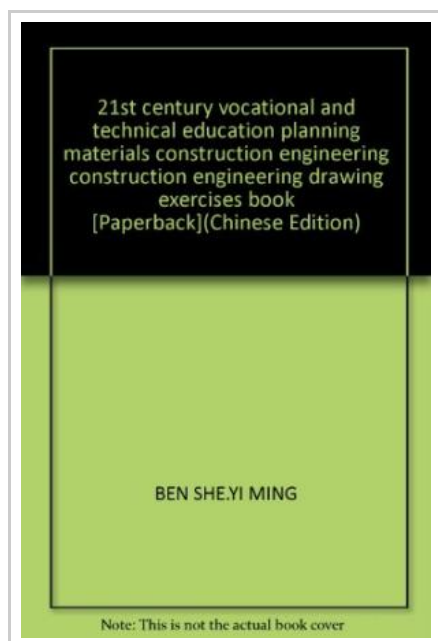 21st century vocational and
technical education planning
materials construction engineering
construction engineering drawing
exercises book
[Paperback](Chinese Edition)
BEN SHE.YI MING
Note: This is not the actual book cover